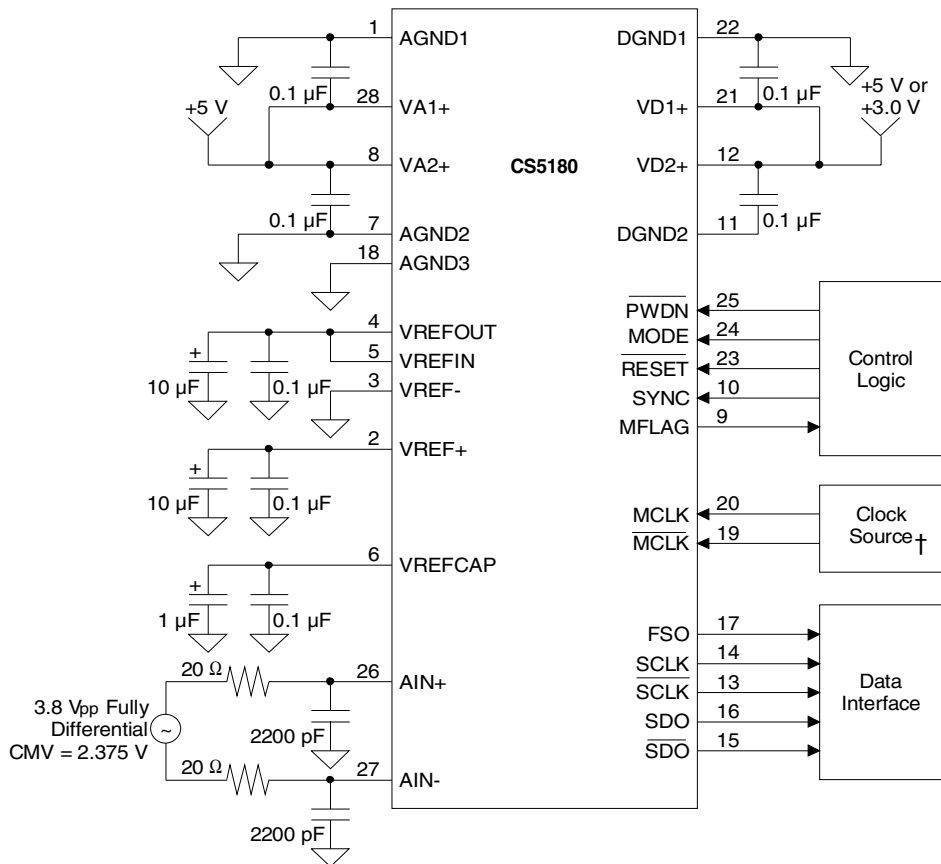 1
AGND1
DGND1
22
0.1 µF
28
VA1+
VD1+
21
0.1 µF
+5 V
+5 V or
+3.0 V
8
VA2+
CS5180
VD2+
12
0.1 µF
7
AGND2
DGND2
11
0.1 µF
18
AGND3
4
VREFOUT
5
VREFIN
3
VREF-
+
10 µF
0.1 µF
2
VREF+
+
10 µF
0.1 µF
6
VREFCAP
+
1 µF
0.1 µF
PWDN
25
MODE
24
RESET
23
SYNC
10
MFLAG
9
Control
Logic
MCLK
20
MCLK
19
Clock
Source†
FSO
17
SCLK
14
SCLK
13
SDO
16
SDO
15
Data
Interface
20 Ω
26
AIN+
3.8 Vpp Fully
Differential
CMV = 2.375 V
~
2200 pF
20 Ω
27
AIN-
2200 pF